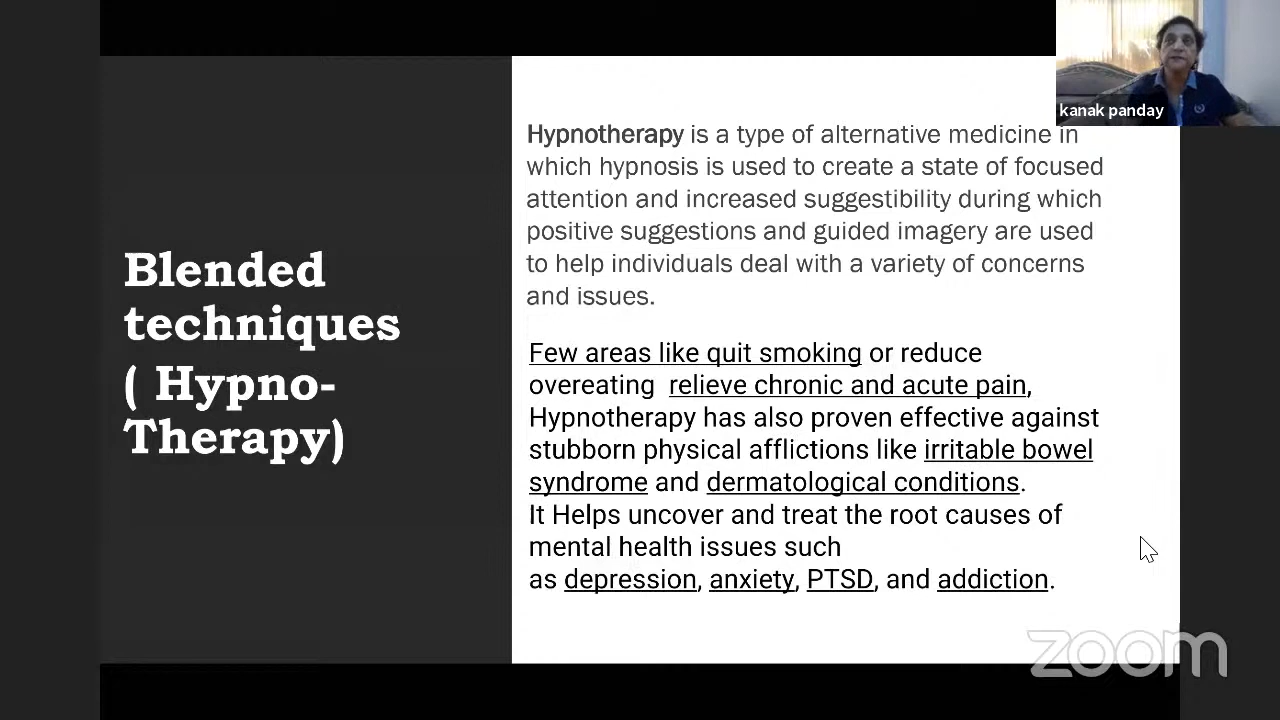 kanak panday
Blended
techniques
( Hypno-
Therapy)
Hypnotherapy is a type of alternative medicine in
which hypnosis is used to create a state of focused
attention and increased suggestibility during which
positive suggestions and guided imagery are used
to help individuals deal with a variety of concerns
and issues.
Few areas like quit smoking or reduce
overeating  relieve chronic and acute pain,
Hypnotherapy has also proven effective against
stubborn physical afflictions like irritable bowel
syndrome and dermatological conditions.
It Helps uncover and treat the root causes of
mental health issues such
as depression, anxiety, PTSD, and addiction.
zoom